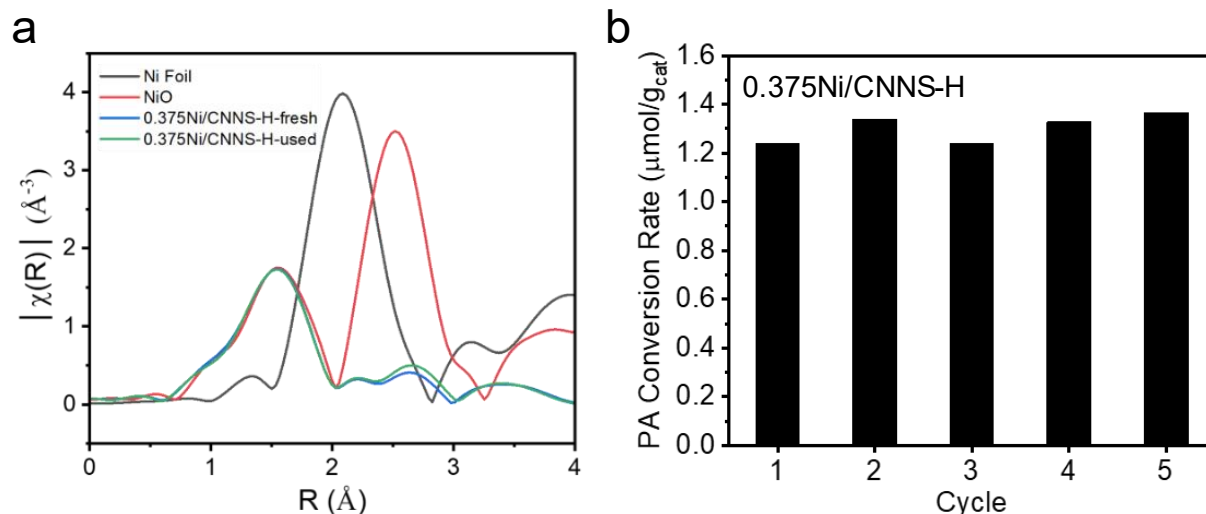 a
Ni Foil
NiO
0.375Ni/CNNS-H-fresh
0.375Ni/CNNS-H-used
|χ(R)| (Å⁻³)
4
3
2
1
0
0 1 2 3 4
R (Å)
b
0.375Ni/CNNS-H
PA Conversion Rate (μmol/g_cat)
1.6
1.4
1.2
1.0
0.8
0.6
0.4
0.2
0.0
1 2 3 4 5
Cycle